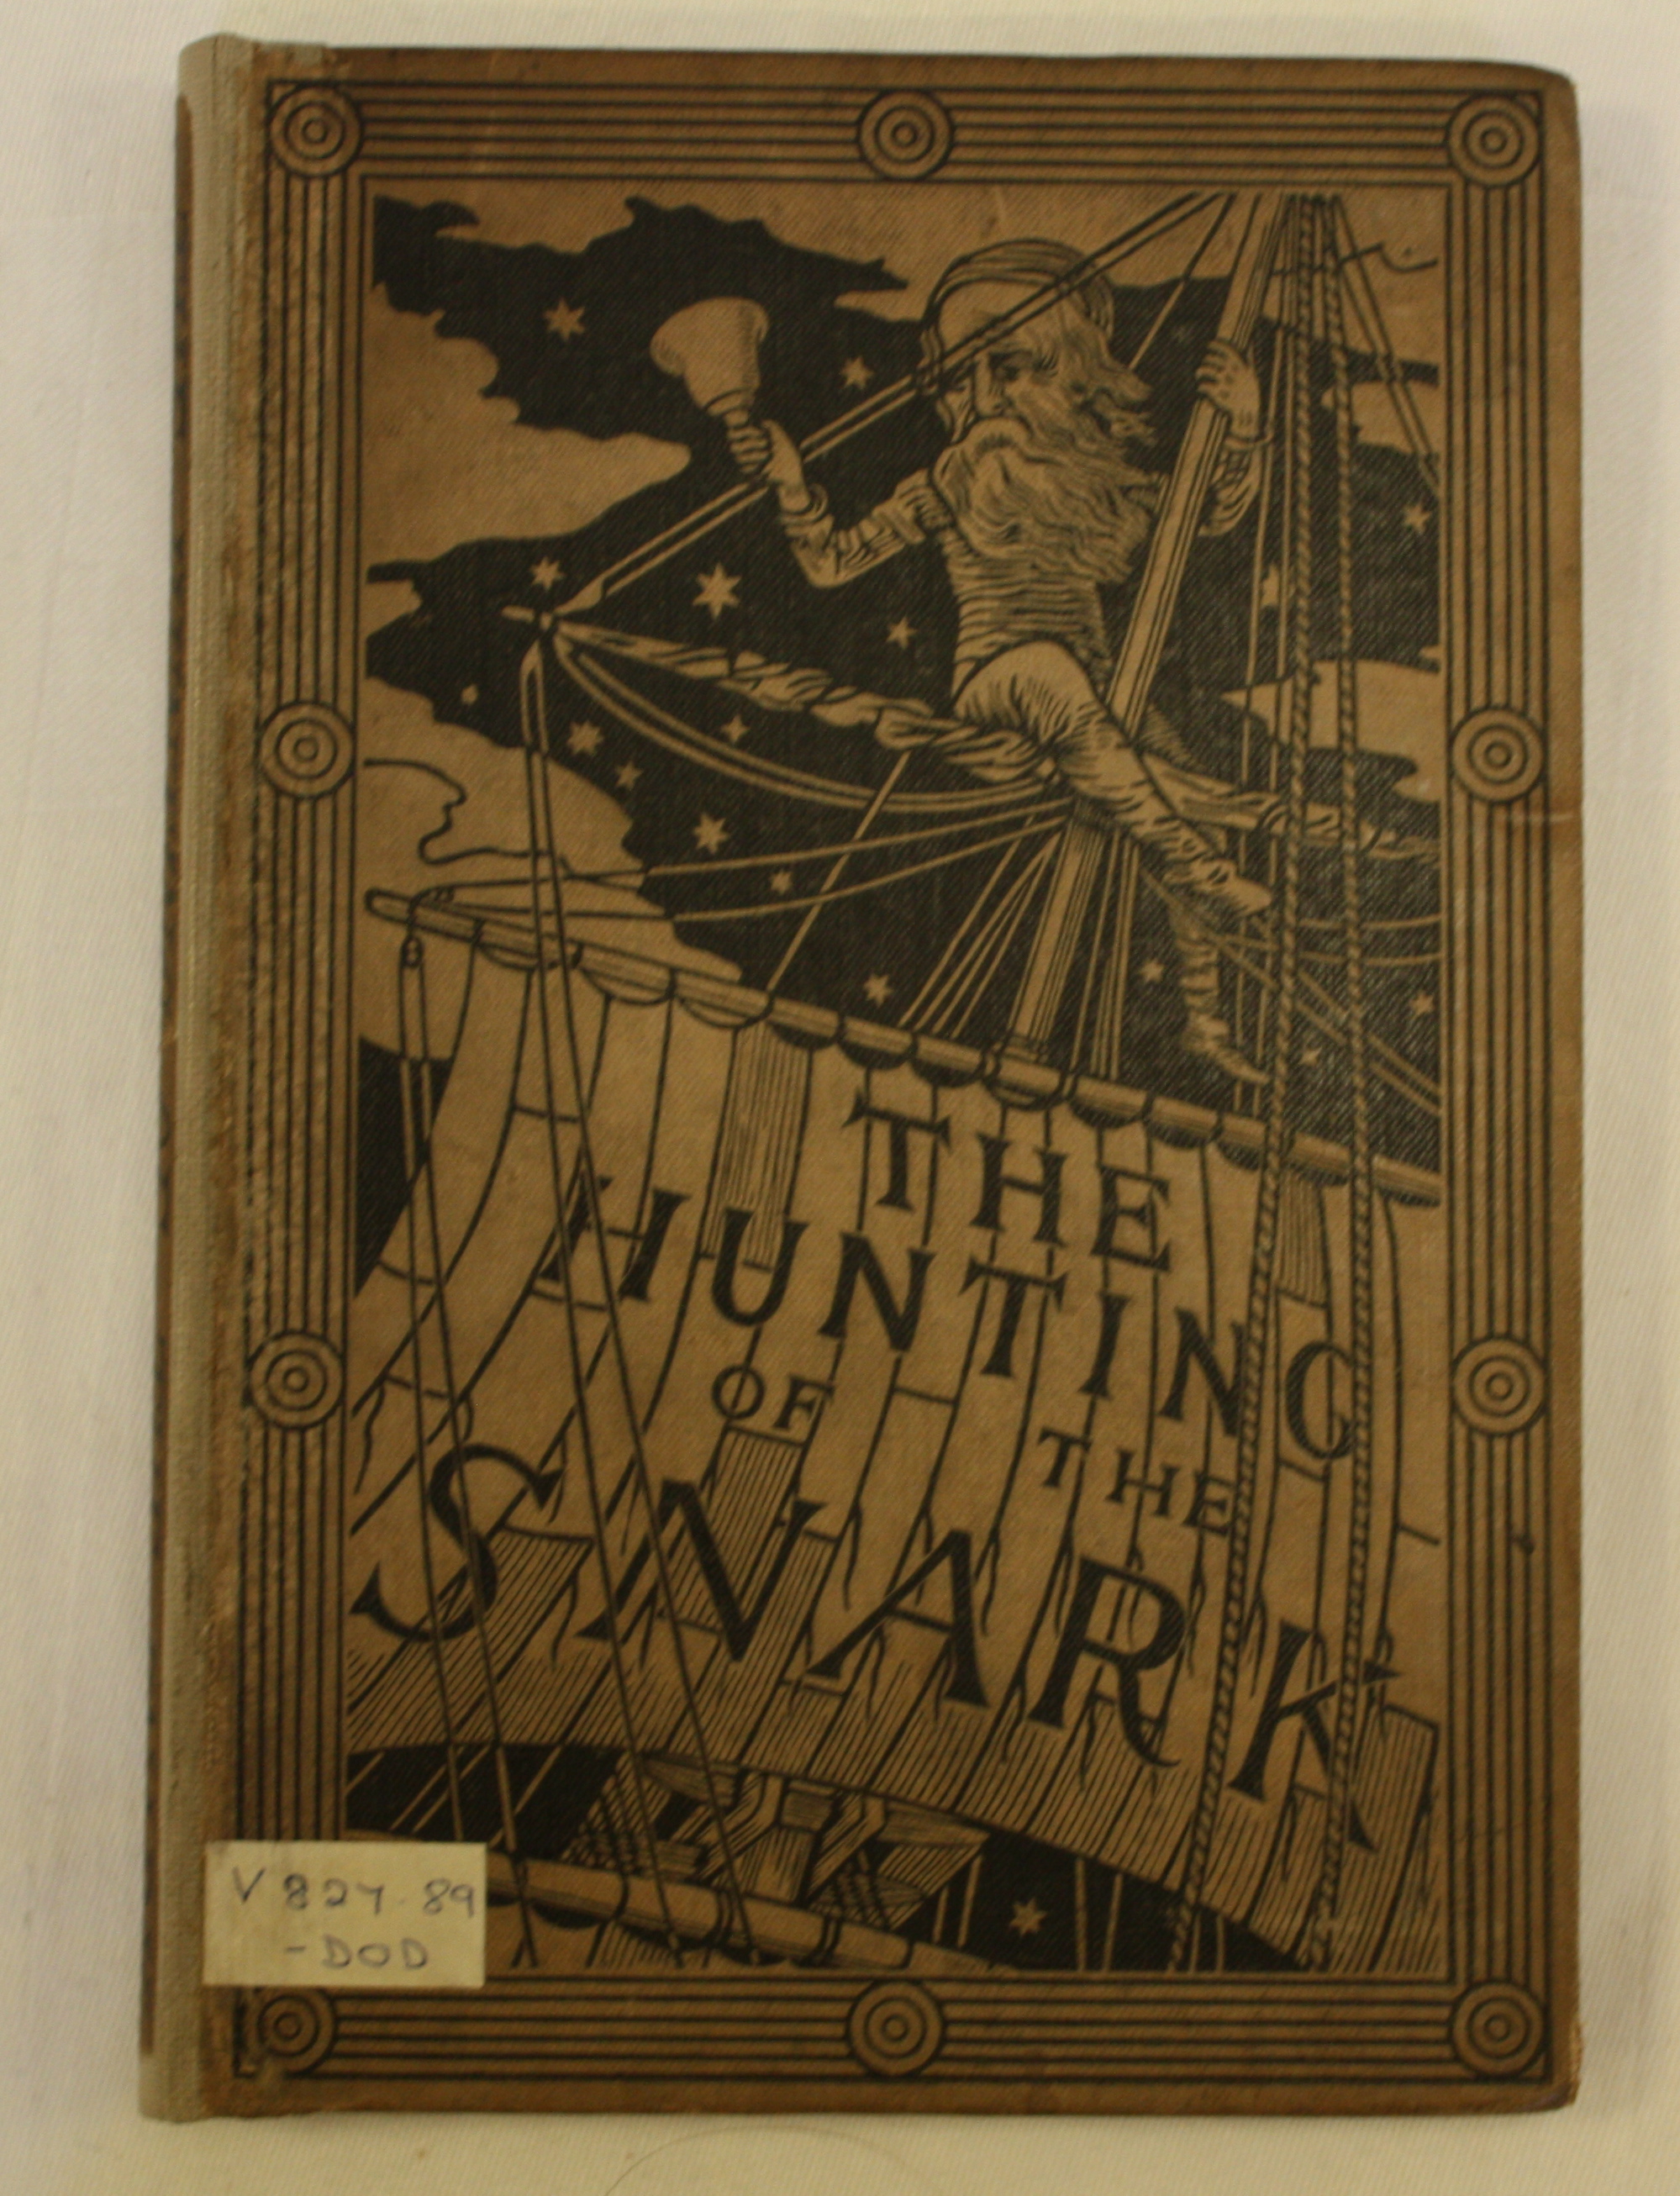 THE
HUNTING
OF THE
SNARK
V 827.89
- DOD